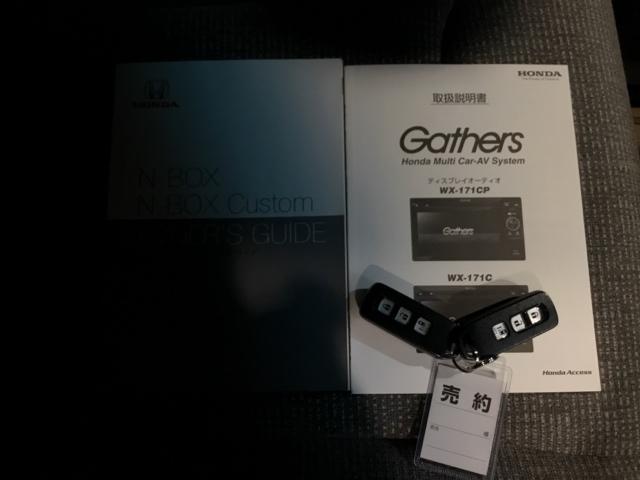 HONDA
N-BOX
N-BOX Custom
OWNER'S GUIDE
HONDA
取扱説明書
Gathers
Honda Multi Car-AV System
ディスプレイオーディオ
WX-171CP
Gathers
WX-171C
Honda Access
売約
様